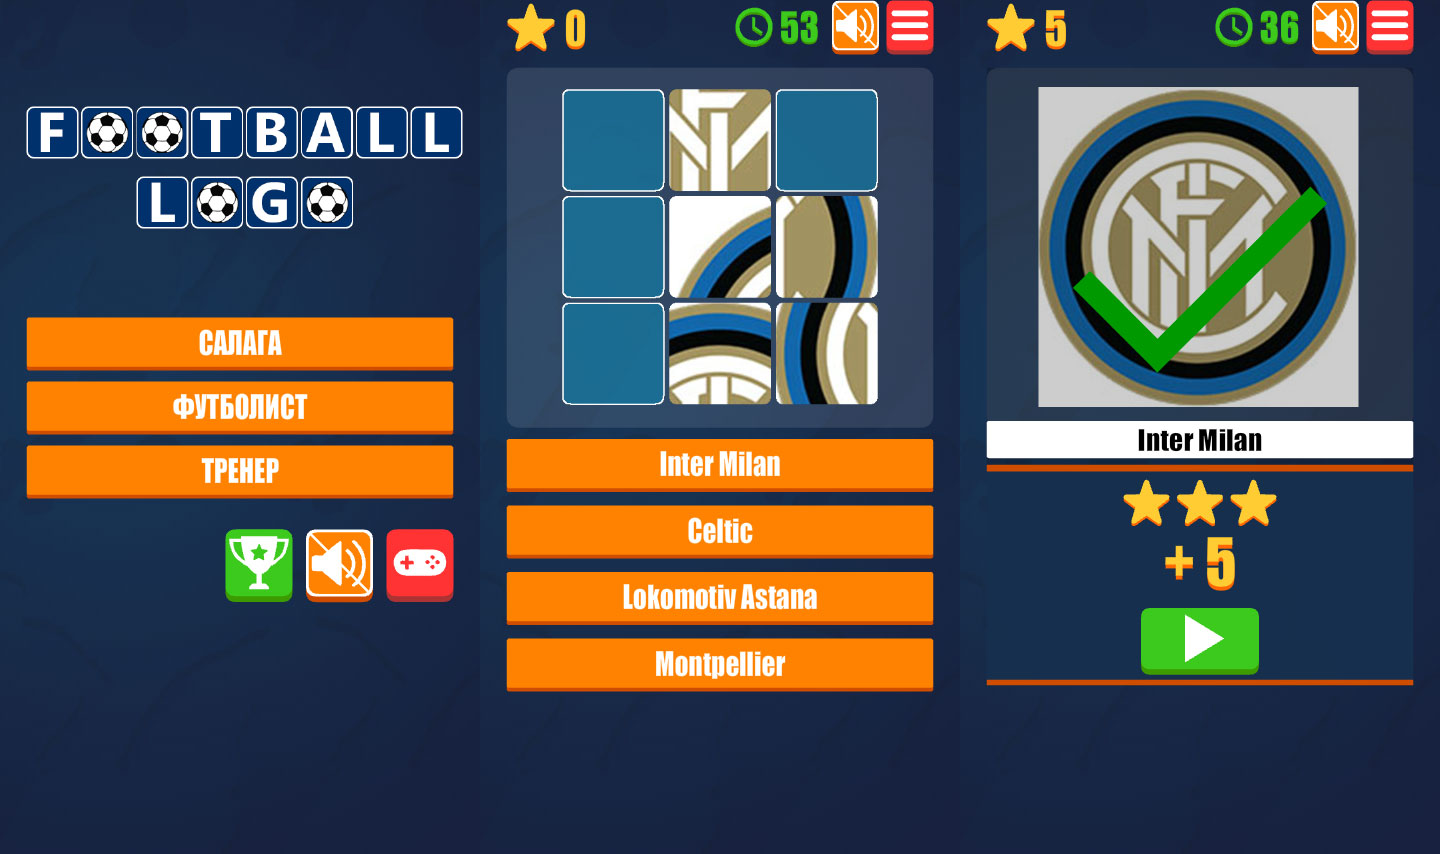 FOOTBALL
LOGO
САЛАГА
ФУТБОЛИСТ
ТРЕНЕР
0
53
Inter Milan
Celtic
Lokomotiv Astana
Montpellier
5
36
Inter Milan
+ 5